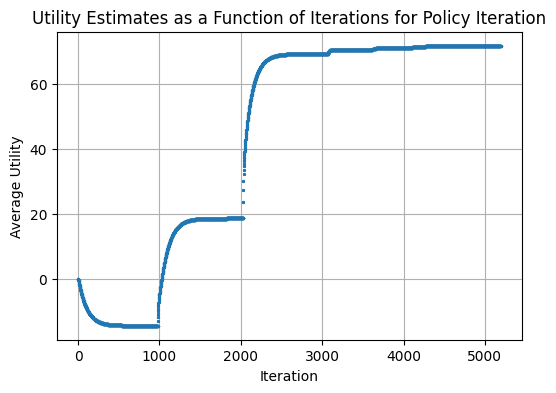 Utility Estimates as a Function of Iterations for Policy Iteration
Average Utility
60
40
20
0
0 1000 2000 3000 4000 5000
Iteration